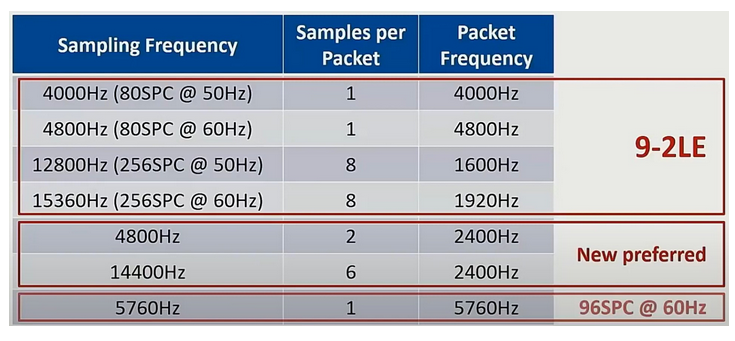 Sampling Frequency Samples per Packet Packet Frequency
4000Hz (80SPC @ 50Hz) 1 4000Hz
4800Hz (80SPC @ 60Hz) 1 4800Hz
12800Hz (256SPC @ 50Hz) 8 1600Hz
15360Hz (256SPC @ 60Hz) 8 1920Hz
9-2LE
4800Hz 2 2400Hz
14400Hz 6 2400Hz
New preferred
5760Hz 1 5760Hz 96SPC @ 60Hz